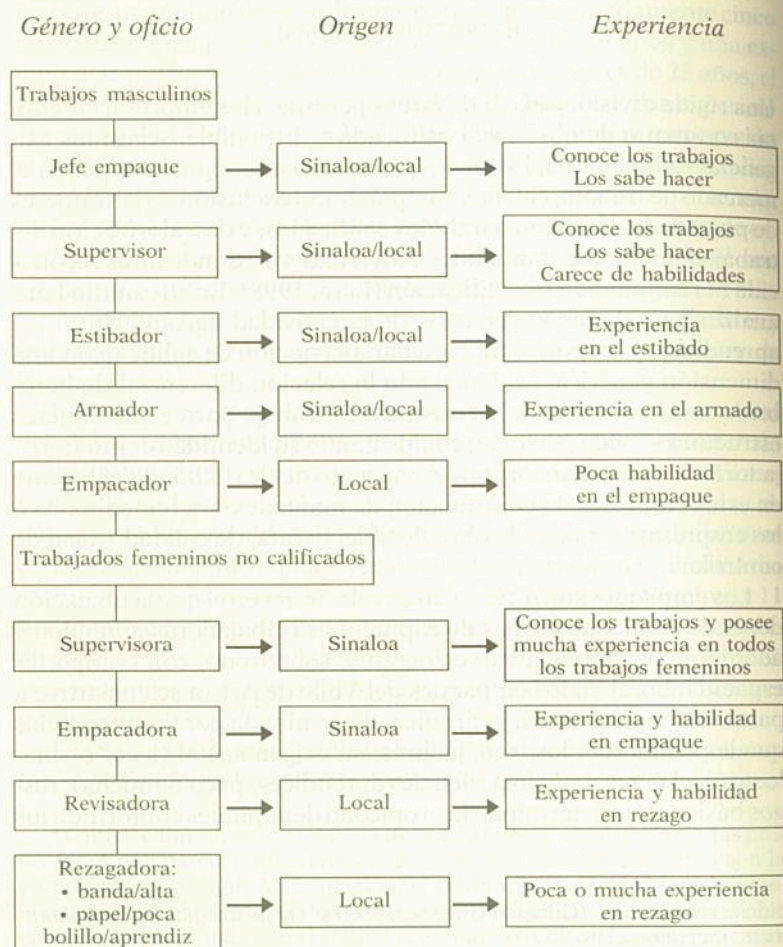 Género y oficio Origen Experiencia
Trabajos masculinos
Jefe empaque Sinaloa/local Conoce los trabajos
Los sabe hacer
Supervisor Sinaloa/local Conoce los trabajos
Los sabe hacer
Carece de habilidades
Estibador Sinaloa/local Experiencia
en el estibado
Armador Sinaloa/local Experiencia en el armado
Empacador Local Poca habilidad
en el empaque
Trabajados femeninos no calificados
Supervisora Sinaloa Conoce los trabajos y posee
mucha experiencia en todos
los trabajos femeninos
Empacadora Sinaloa Experiencia y habilidad
en empaque
Revisadora Local Experiencia y habilidad
en rezago
Rezagadora:
• banda/alta
• papel/poca
bolillo/aprendiz
Local Poca o mucha experiencia
en rezago